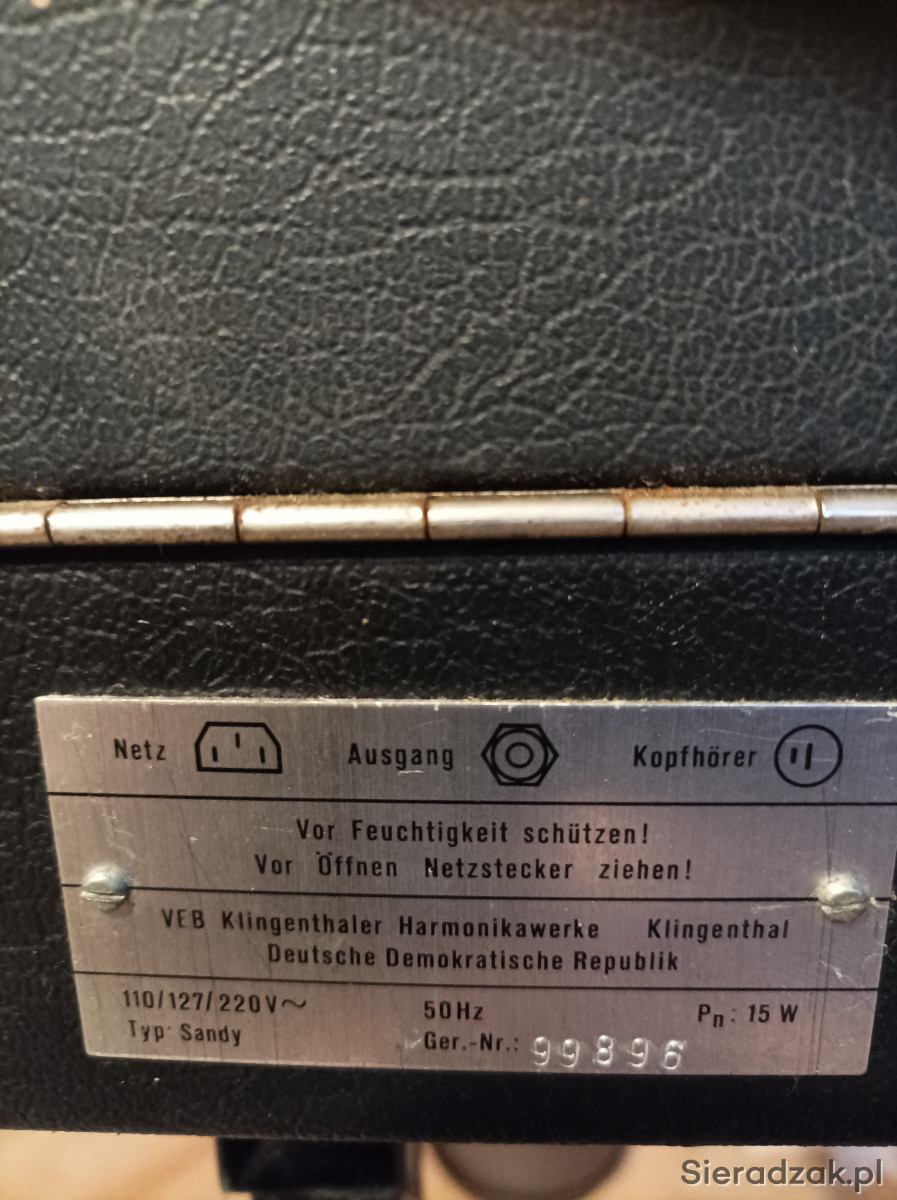 Netz Ausgang Kopfhörer
Vor Feuchtigkeit schützen!
Vor Öffnen Netzstecker ziehen!
VEB Klingenthaler Harmonikawerke Klingenthal
Deutsche Demokratische Republik
110/127/220V~ 50Hz Pn: 15 W
Typ: Sandy Ger.-Nr.: 99896
Sieradzak.pl